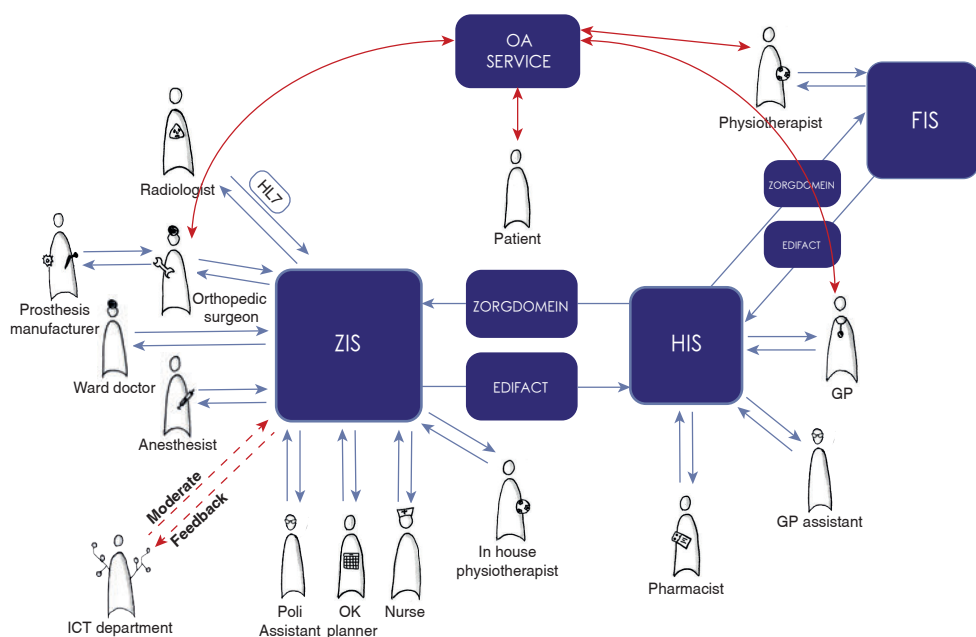 OA
SERVICE
Physiotherapist
FIS
Radiologist
HL7
Patient
ZORGDOMEIN
EDIFACT
Prosthesis
manufacturer
Orthopedic
surgeon
ZORGDOMEIN
ZIS
HIS
Ward doctor
EDIFACT
GP
Anesthesist
Moderate
Feedback
In house
physiotherapist
GP assistant
Pharmacist
ICT department
Poli
Assistant
OK
planner
Nurse